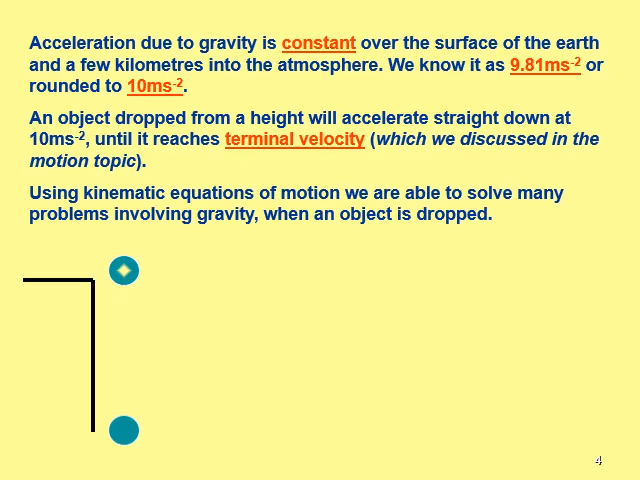 Acceleration due to gravity is constant over the surface of the earth
and a few kilometres into the atmosphere. We know it as 9.81ms-2 or
rounded to 10ms-2.
An object dropped from a height will accelerate straight down at
10ms-2, until it reaches terminal velocity (which we discussed in the
motion topic).
Using kinematic equations of motion we are able to solve many
problems involving gravity, when an object is dropped.
4